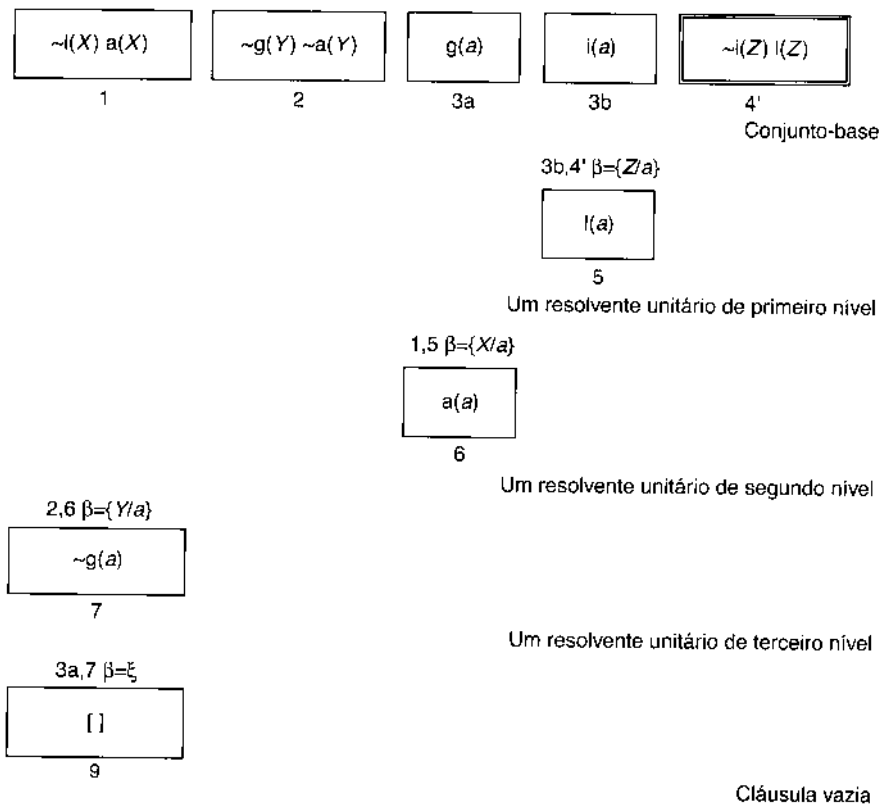 ~l(X) a(X) ~g(Y) ~a(Y) g(a) i(a) ~i(Z) l(Z)
1 2 3a 3b 4'
Conjunto-base
3b,4' β={Z/a}
l(a)
5
Um resolvente unitário de primeiro nível
1,5 β={X/a}
a(a)
6
Um resolvente unitário de segundo nível
2,6 β={Y/a}
~g(a)
7
Um resolvente unitário de terceiro nível
3a,7 β=ξ
[ ]
9
Cláusula vazia